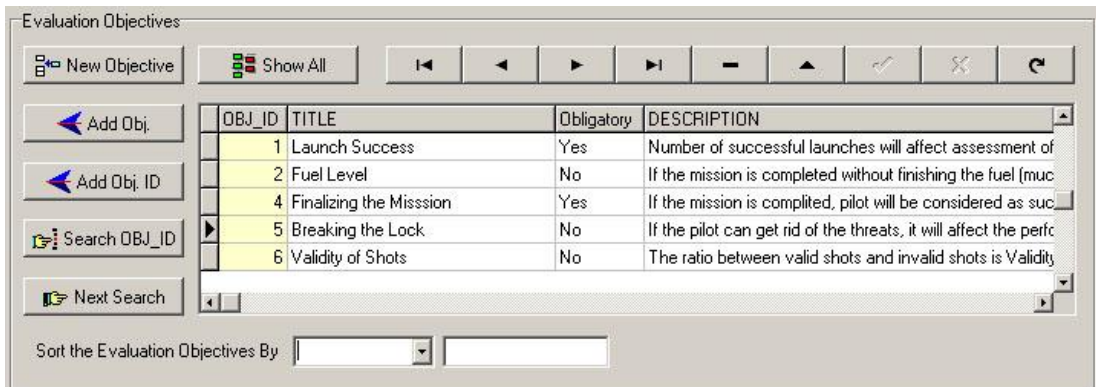 Evaluation Objectives
New Objective Show All
Add Obj.
Add Obj. ID
Search OBJ_ID
Next Search
OBJ_ID TITLE Obligatory DESCRIPTION
1 Launch Success Yes Number of successful launches will affect assessment of
2 Fuel Level No If the mission is completed without finishing the fuel (muc
4 Finalizing the Misssion Yes If the mission is complited, pilot will be considered as suc
5 Breaking the Lock No If the pilot can get rid of the threats, it will affect the perfo
6 Validity of Shots No The ratio between valid shots and invalid shots is Validity
Sort the Evaluation Objectives By